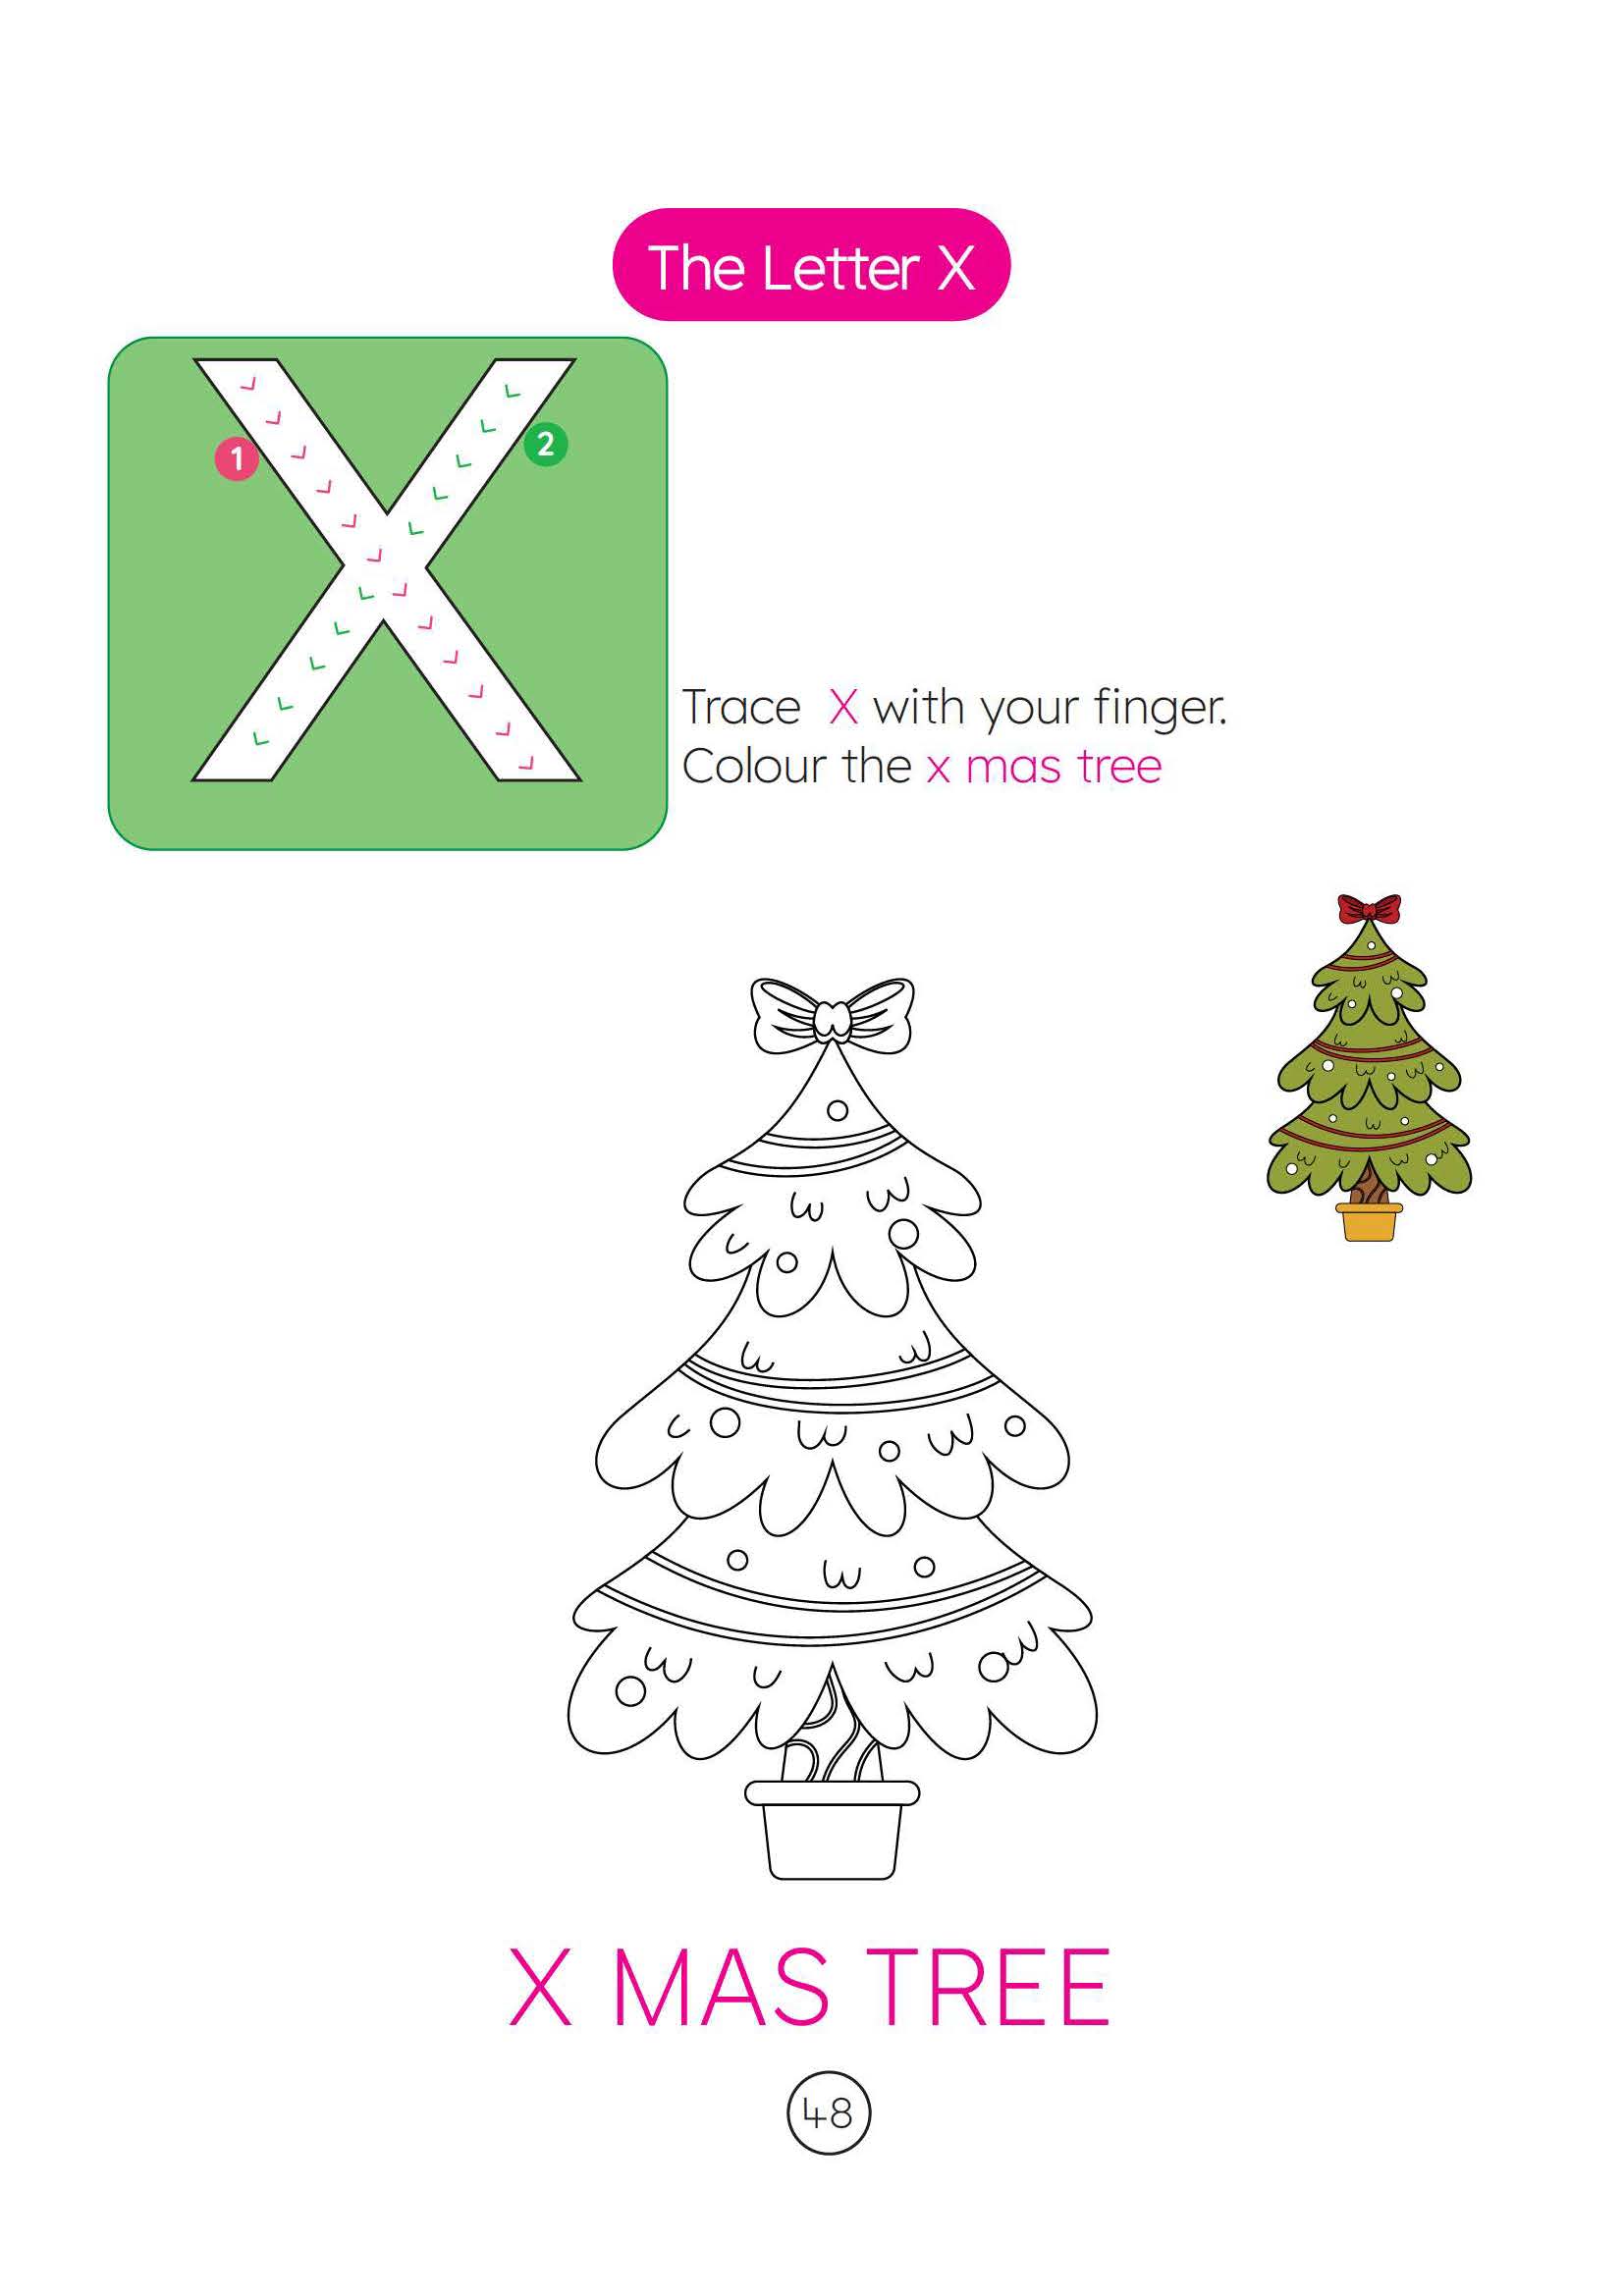 The Letter X
X
1
2
Trace X with your finger.
Colour the x mas tree
X MAS TREE
48